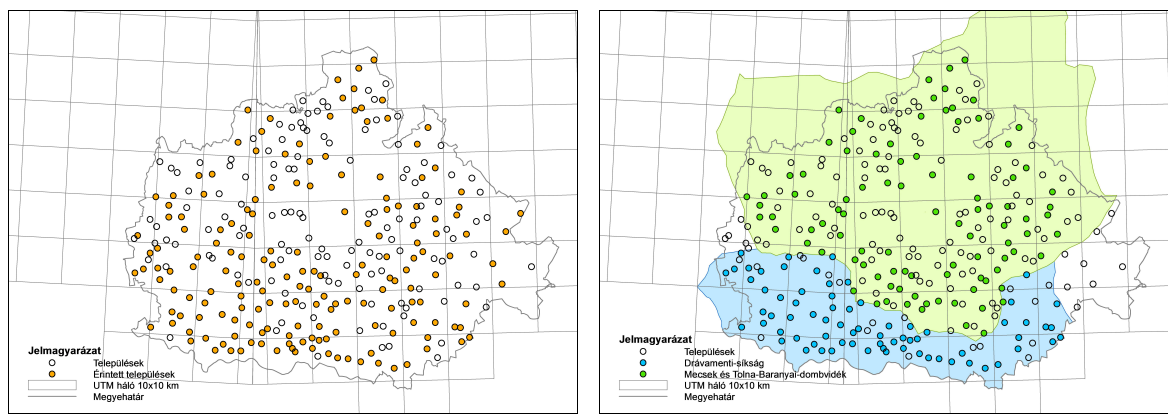 Jelmagyarázat
Települések
Érintett települések
UTM háló 10x10 km
Megyehatár
Jelmagyarázat
Települések
Drávamenti-síkság
Mecsek és Tolna-Baranyai-dombvidék
UTM háló 10x10 km
Megyehatár